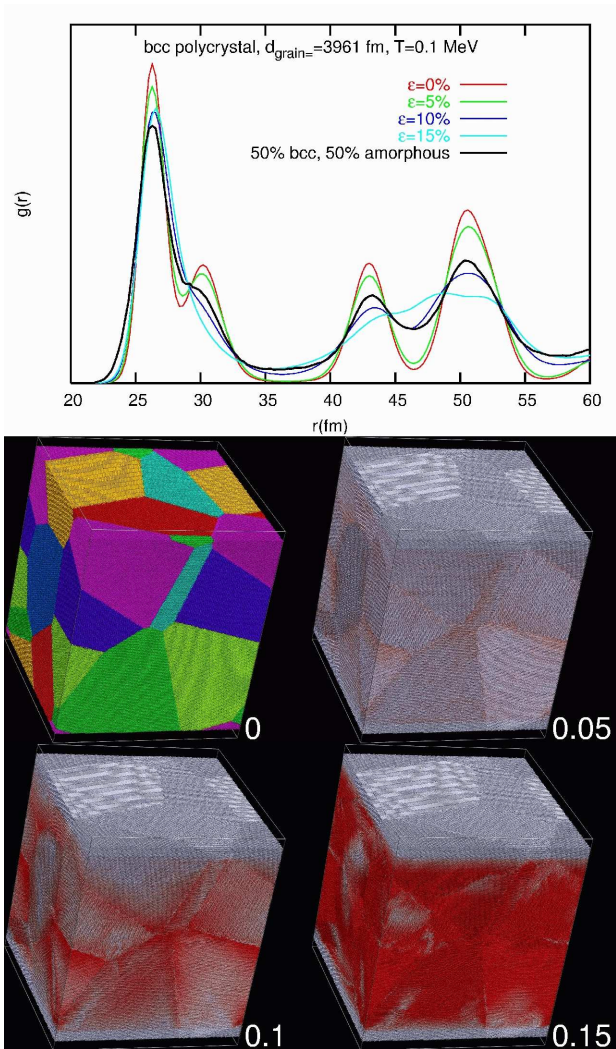 bcc polycrystal, d_grain=3961 fm, T=0.1 MeV
ε=0%
ε=5%
ε=10%
ε=15%
50% bcc, 50% amorphous
g(r)
20 25 30 35 40 45 50 55 60
r(fm)
0
0.05
0.1
0.15